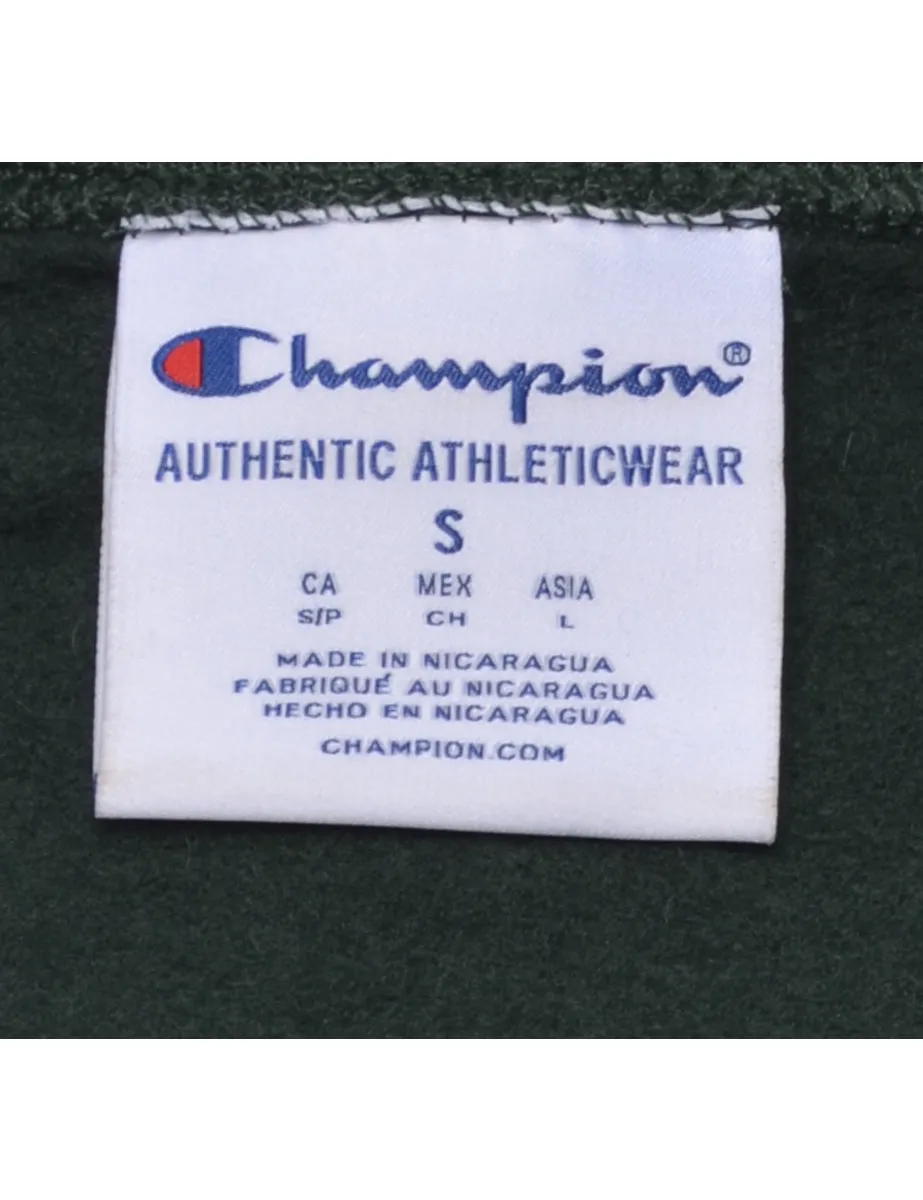 Champion®
AUTHENTIC ATHLETICWEAR
S
CA MEX ASIA
S/P CH L
MADE IN NICARAGUA
FABRIQUÉ AU NICARAGUA
HECHO EN NICARAGUA
CHAMPION.COM